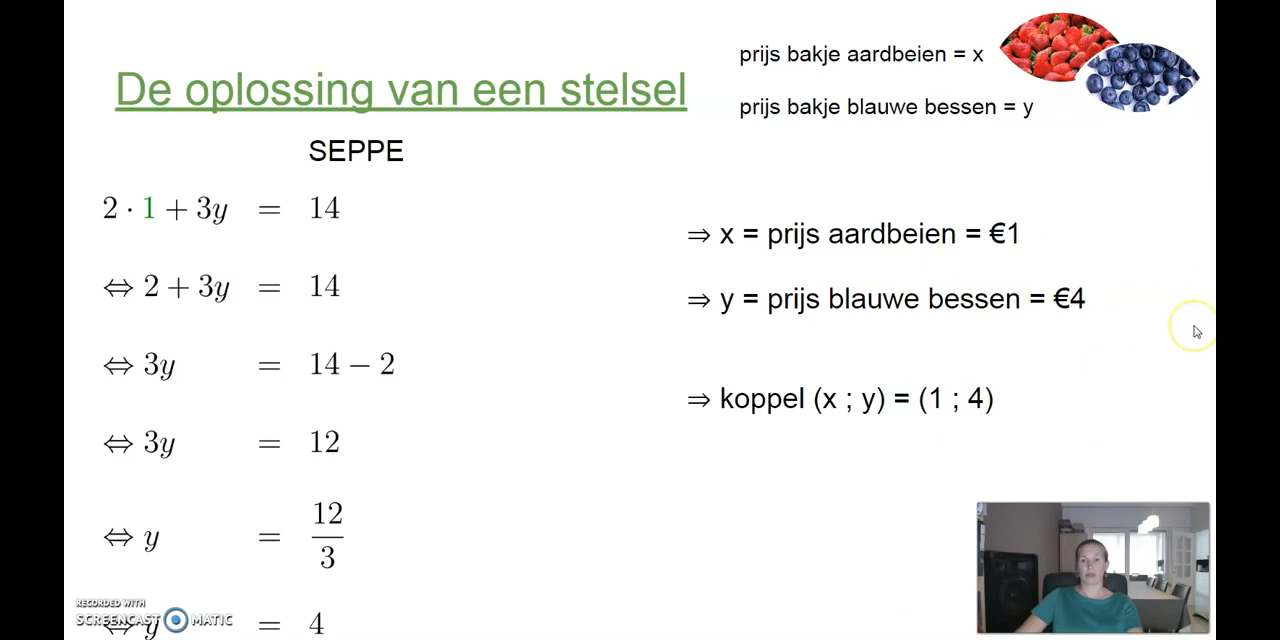 prijs bakje aardbeien = x
De oplossing van een stelsel
prijs bakje blauwe bessen = y
SEPPE
2 · 1 + 3y = 14
⇔ 2 + 3y = 14
⇔ 3y = 14 − 2
⇔ 3y = 12
⇔ y = 12/3
⇔ y = 4
⇒ x = prijs aardbeien = €1
⇒ y = prijs blauwe bessen = €4
⇒ koppel (x ; y) = (1 ; 4)
RECORDED WITH
SCREENCAST MATIC